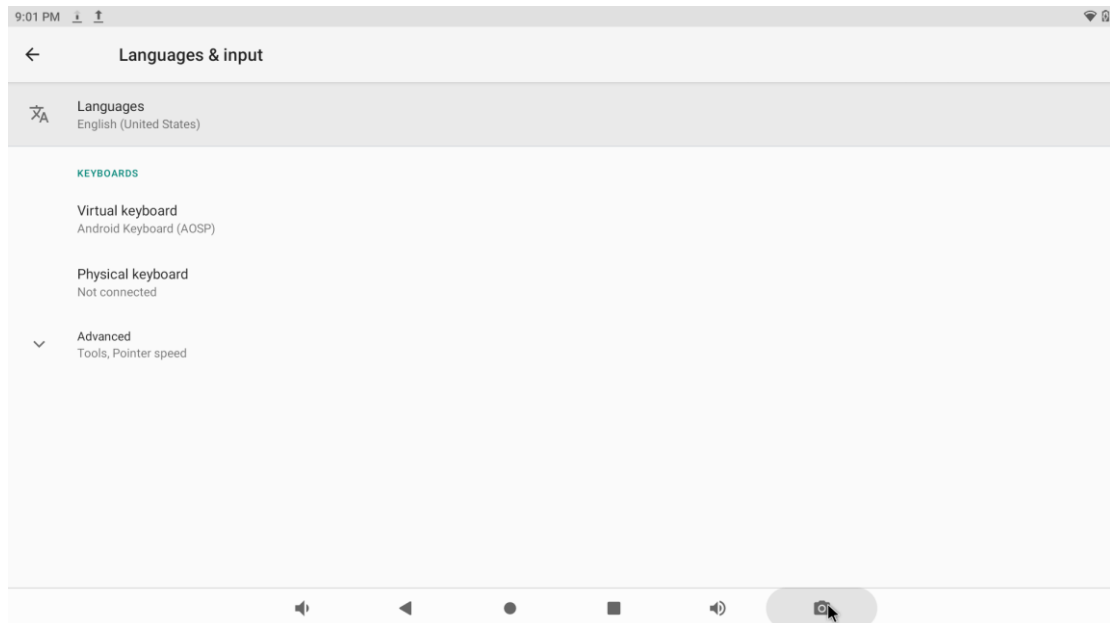 9:01 PM
Languages & input
Languages
English (United States)
KEYBOARDS
Virtual keyboard
Android Keyboard (AOSP)
Physical keyboard
Not connected
Advanced
Tools, Pointer speed